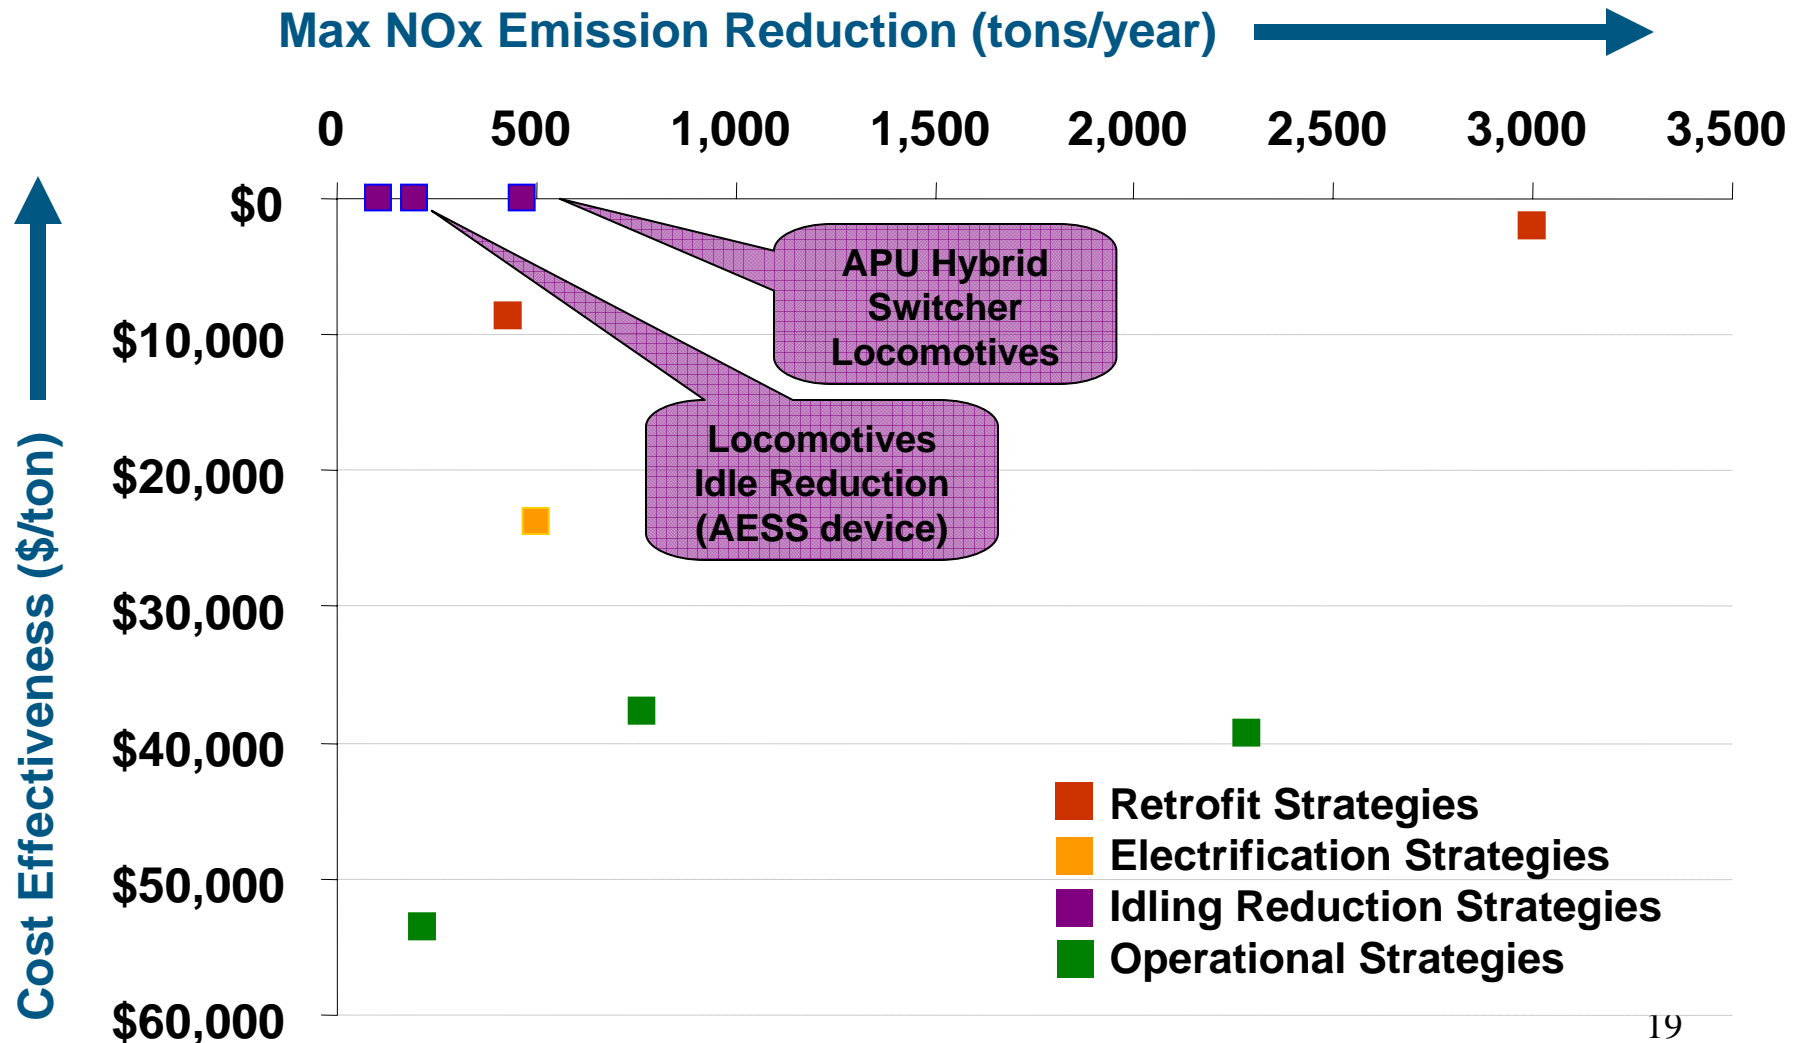 Max NOx Emission Reduction (tons/year)
0 500 1,000 1,500 2,000 2,500 3,000 3,500
Cost Effectiveness ($/ton)
$0
$10,000
$20,000
$30,000
$40,000
$50,000
$60,000
APU Hybrid
Switcher
Locomotives
Locomotives
Idle Reduction
(AESS device)
Retrofit Strategies
Electrification Strategies
Idling Reduction Strategies
Operational Strategies
19